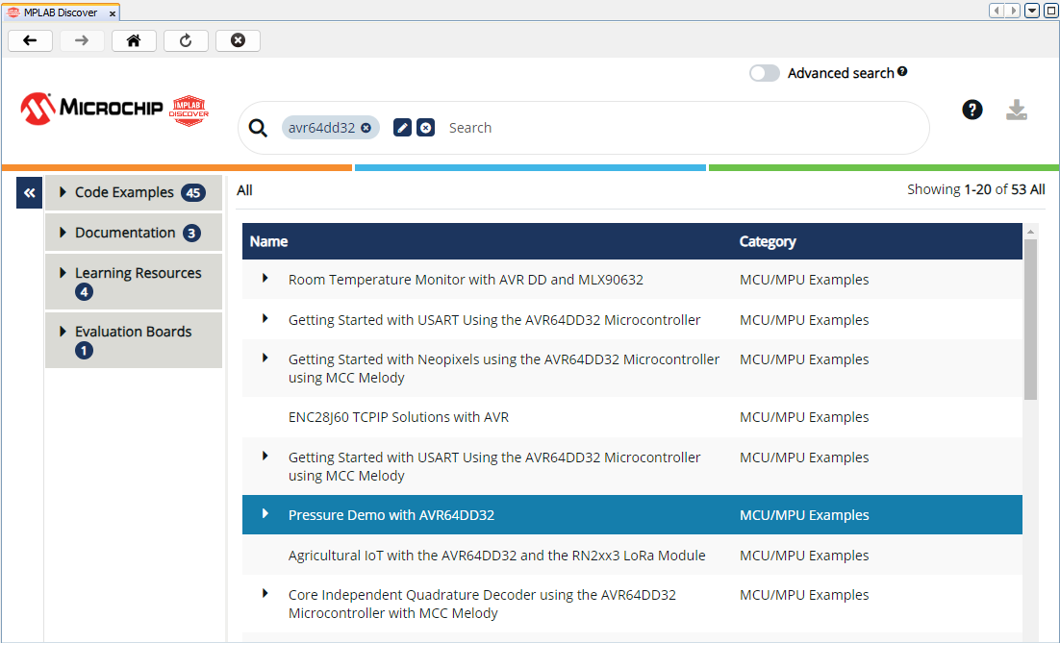 MPLAB Discover
Advanced search
MICROCHIP
MPLAB
DISCOVER
avr64dd32
Search
Code Examples 45
Documentation 3
Learning Resources
4
Evaluation Boards
1
All
Showing 1-20 of 53 All
Name Category
Room Temperature Monitor with AVR DD and MLX90632 MCU/MPU Examples
Getting Started with USART Using the AVR64DD32 Microcontroller MCU/MPU Examples
Getting Started with Neopixels using the AVR64DD32 Microcontroller MCU/MPU Examples
using MCC Melody
ENC28J60 TCPIP Solutions with AVR MCU/MPU Examples
Getting Started with USART Using the AVR64DD32 Microcontroller MCU/MPU Examples
using MCC Melody
Pressure Demo with AVR64DD32 MCU/MPU Examples
Agricultural IoT with the AVR64DD32 and the RN2xx3 LoRa Module MCU/MPU Examples
Core Independent Quadrature Decoder using the AVR64DD32 MCU/MPU Examples
Microcontroller with MCC Melody